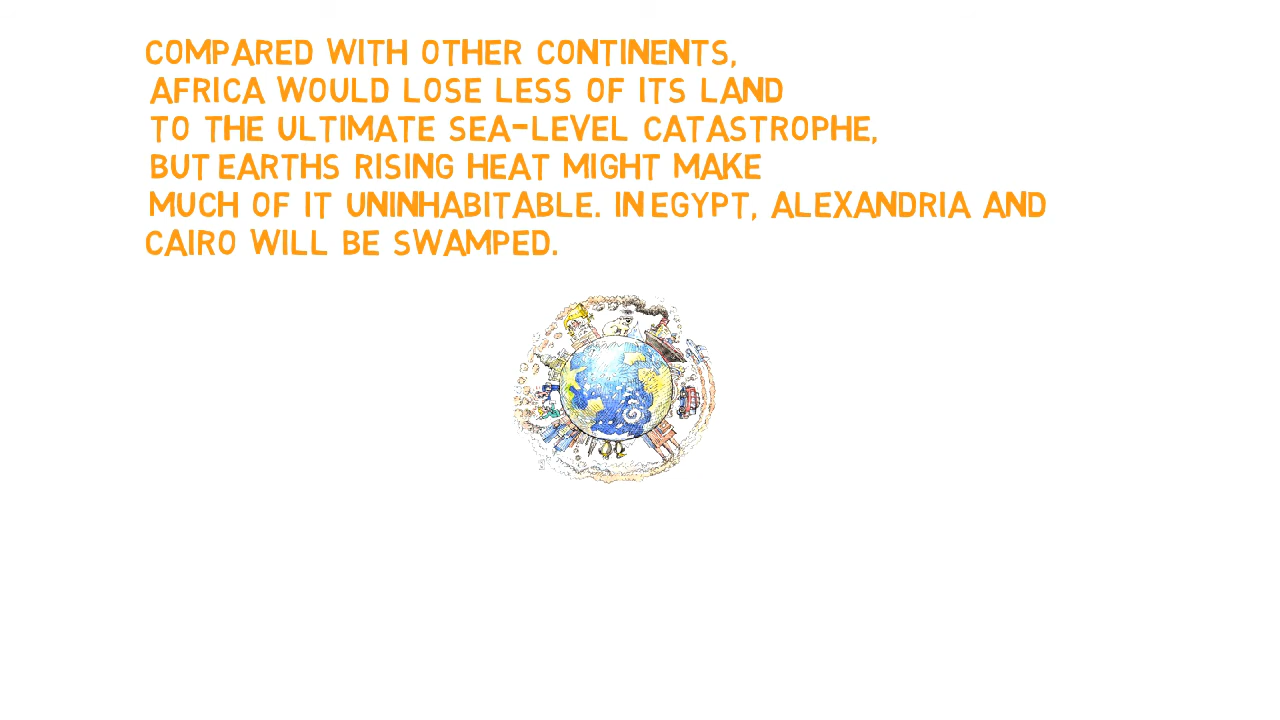 COMPARED WITH OTHER CONTINENTS,
AFRICA WOULD LOSE LESS OF ITS LAND
TO THE ULTIMATE SEA-LEVEL CATASTROPHE,
BUT EARTHS RISING HEAT MIGHT MAKE
MUCH OF IT UNINHABITABLE. IN EGYPT, ALEXANDRIA AND
CAIRO WILL BE SWAMPED.